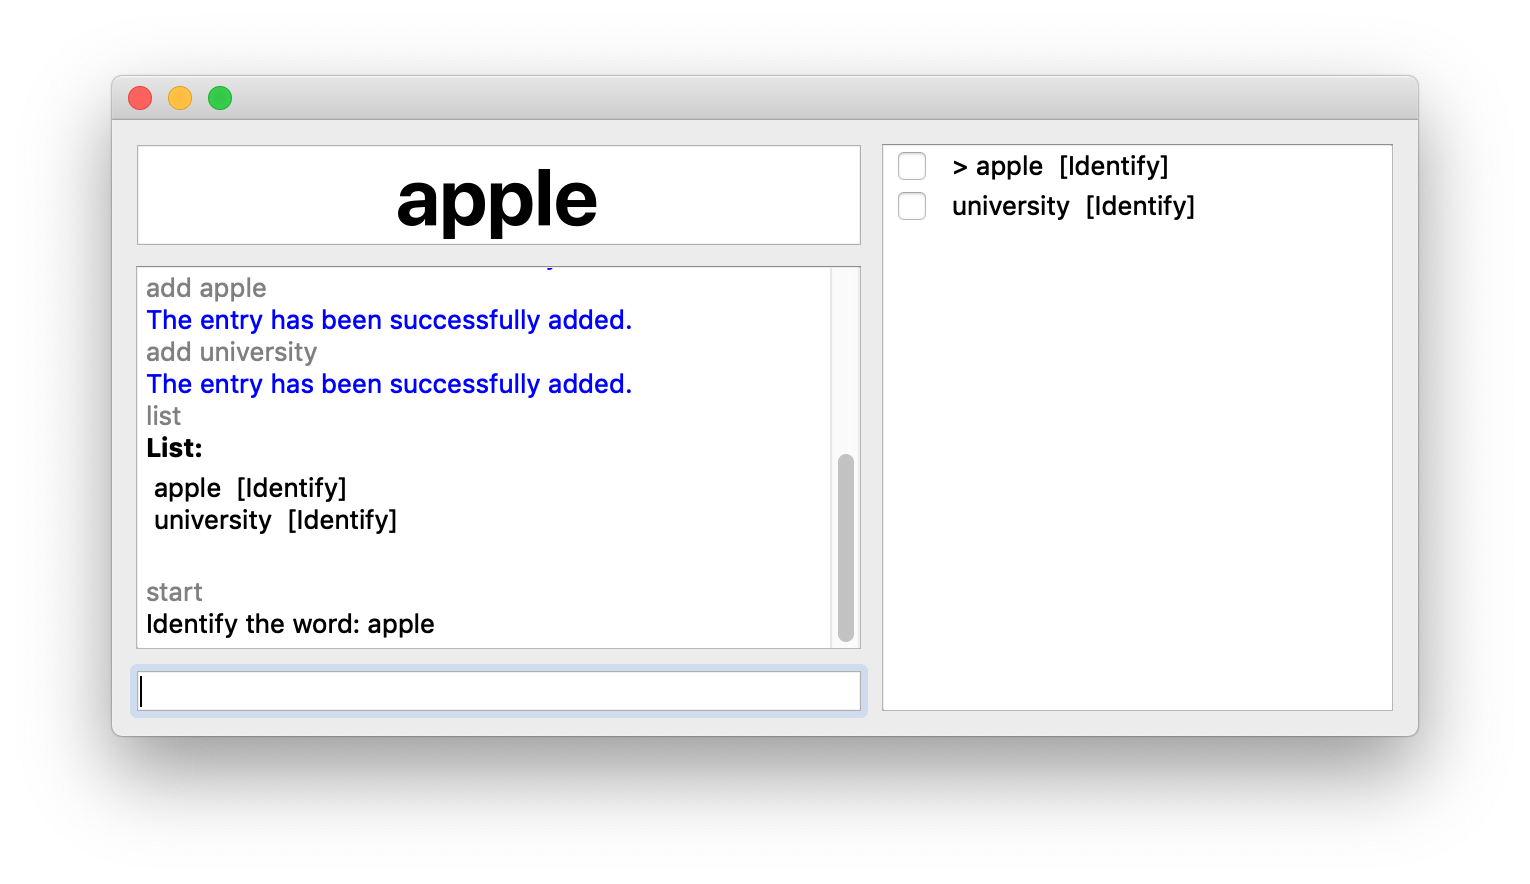 apple
add apple
The entry has been successfully added.
add university
The entry has been successfully added.
list
List:
apple [Identify]
university [Identify]
start
Identify the word: apple
> apple [Identify]
university [Identify]